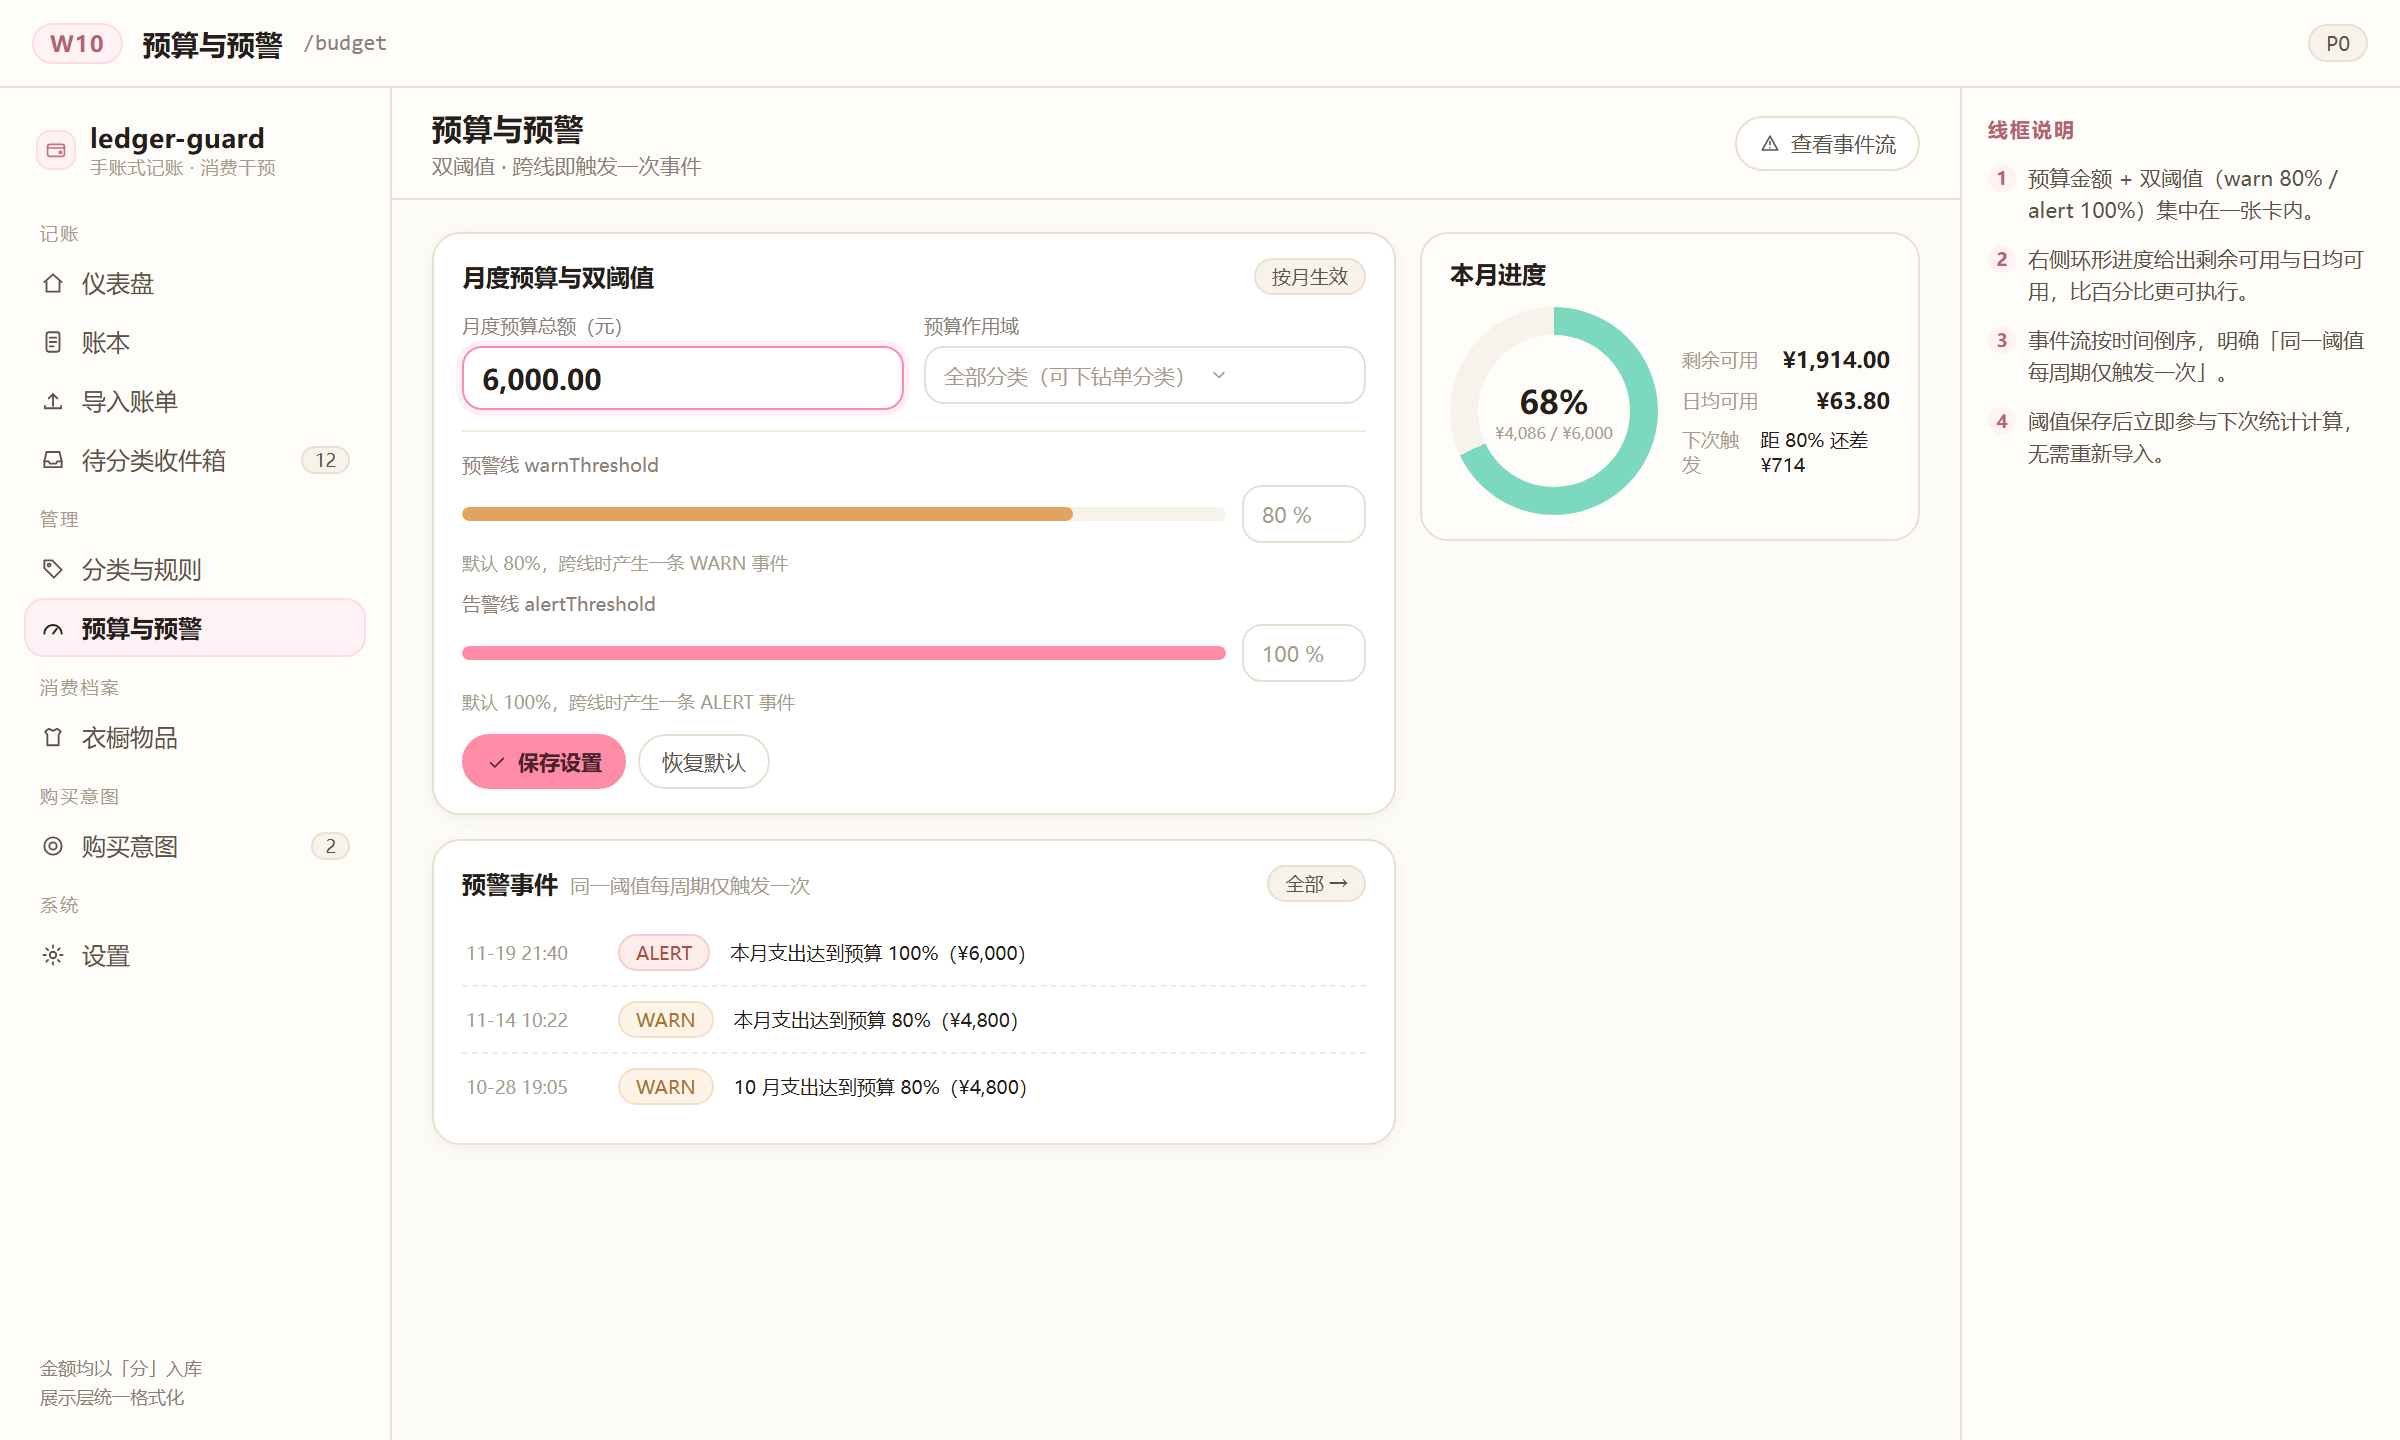 W10 预算与预警 /budget P0
ledger-guard
手账式记账 · 消费干预
记账
仪表盘
账本
导入账单
待分类收件箱 12
管理
分类与规则
预算与预警
消费档案
衣橱物品
购买意图
购买意图 2
系统
设置
金额均以「分」入库
展示层统一格式化
预算与预警
双阈值 · 跨线即触发一次事件
查看事件流
月度预算与双阈值 按月生效
月度预算总额（元） 预算作用域
6,000.00 全部分类（可下钻单分类）
预警线 warnThreshold
80 %
默认 80%，跨线时产生一条 WARN 事件
告警线 alertThreshold
100 %
默认 100%，跨线时产生一条 ALERT 事件
保存设置 恢复默认
预警事件 同一阈值每周期仅触发一次 全部 →
11-19 21:40 ALERT 本月支出达到预算 100%（¥6,000）
11-14 10:22 WARN 本月支出达到预算 80%（¥4,800）
10-28 19:05 WARN 10 月支出达到预算 80%（¥4,800）
本月进度
68%
¥4,086 / ¥6,000
剩余可用 ¥1,914.00
日均可用 ¥63.80
下次触发 距 80% 还差 ¥714
线框说明
1 预算金额 + 双阈值（warn 80% /
alert 100%）集中在一张卡内。
2 右侧环形进度给出剩余可用与日均可
用，比百分比更可执行。
3 事件流按时间倒序，明确「同一阈值
每周期仅触发一次」。
4 阈值保存后立即参与下次统计计算，
无需重新导入。